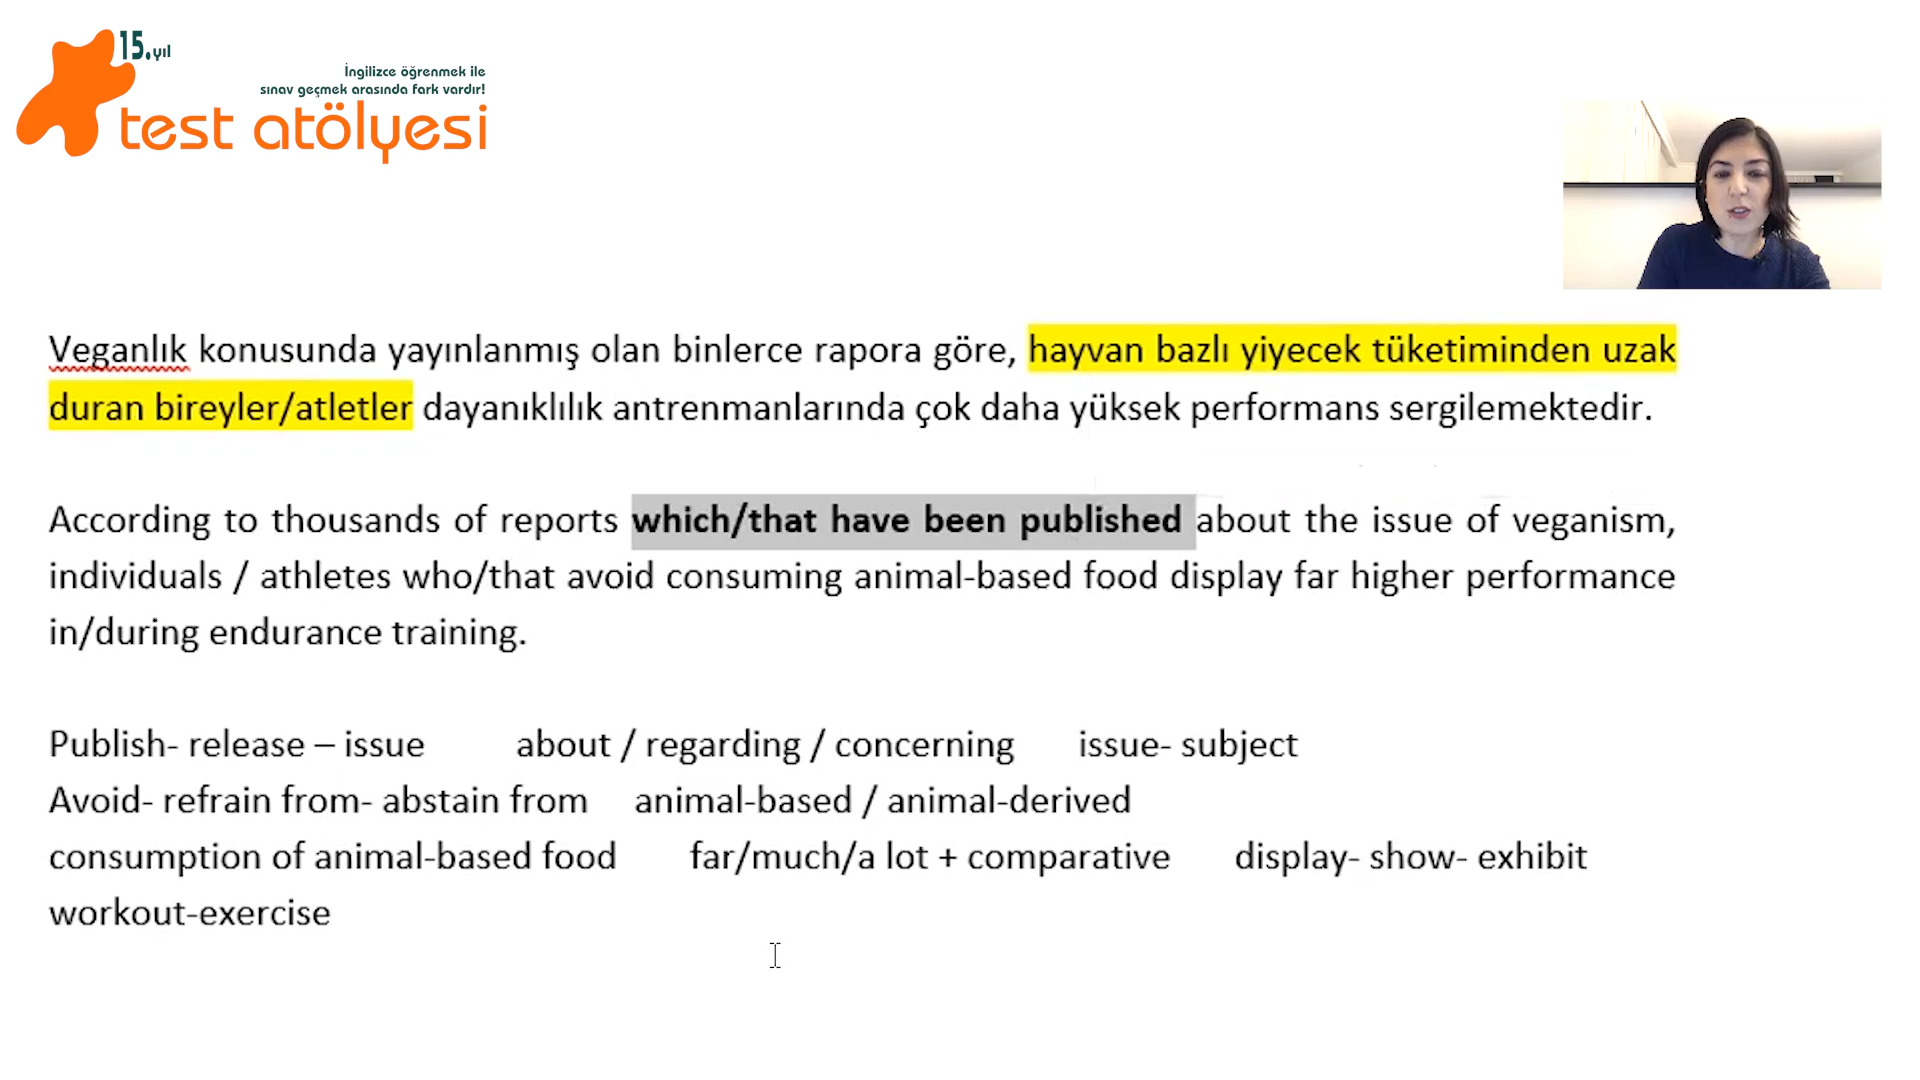 15.yıl
İngilizce öğrenmek ile
sınav geçmek arasında fark vardır!
test atölyesi
Veganlık konusunda yayınlanmış olan binlerce rapora göre, hayvan bazlı yiyecek tüketiminden uzak
duran bireyler/atletler dayanıklılık antrenmanlarında çok daha yüksek performans sergilemektedir.
According to thousands of reports which/that have been published about the issue of veganism,
individuals / athletes who/that avoid consuming animal-based food display far higher performance
in/during endurance training.
Publish- release – issue about / regarding / concerning issue- subject
Avoid- refrain from- abstain from animal-based / animal-derived
consumption of animal-based food far/much/a lot + comparative display- show- exhibit
workout-exercise